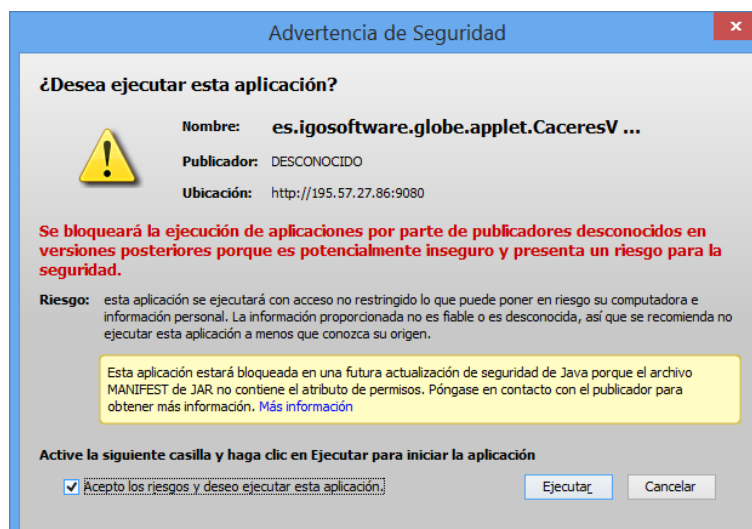 Advertencia de Seguridad
x
¿Desea ejecutar esta aplicación?
Nombre: es.igosoftware.globe.applet.CaceresV ...
Publicador: DESCONOCIDO
Ubicación: http://195.57.27.86:9080
Se bloqueará la ejecución de aplicaciones por parte de publicadores desconocidos en
versiones posteriores porque es potencialmente inseguro y presenta un riesgo para la
seguridad.
Riesgo: esta aplicación se ejecutará con acceso no restringido lo que puede poner en riesgo su computadora e
información personal. La información proporcionada no es fiable o es desconocida, así que se recomienda no
ejecutar esta aplicación a menos que conozca su origen.
Esta aplicación estará bloqueada en una futura actualización de seguridad de Java porque el archivo
MANIFEST de JAR no contiene el atributo de permisos. Póngase en contacto con el publicador para
obtener más información. Más información
Active la siguiente casilla y haga clic en Ejecutar para iniciar la aplicación
Acepto los riesgos y deseo ejecutar esta aplicación.
Ejecutar
Cancelar